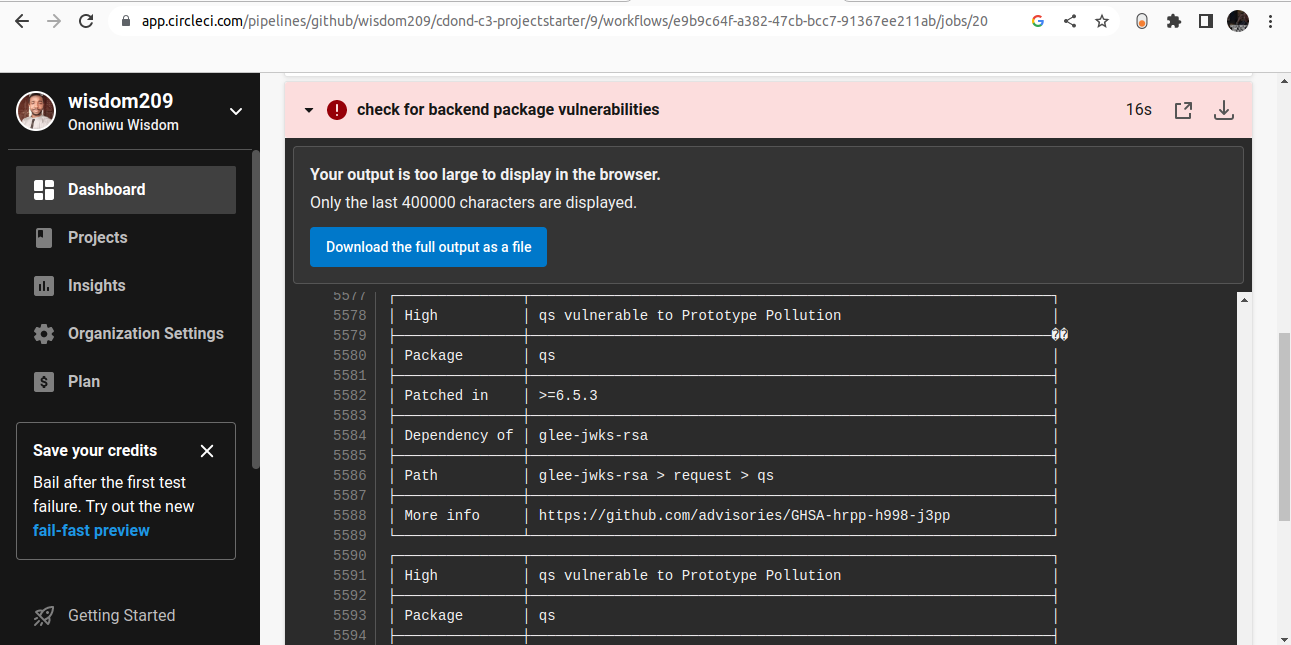 app.circleci.com/pipelines/github/wisdom209/cdond-c3-projectstarter/9/workflows/e9b9c64f-a382-47cb-bcc7-91367ee211ab/jobs/20
wisdom209
Ononiwu Wisdom
Dashboard
Projects
Insights
Organization Settings
Plan
Save your credits
Bail after the first test
failure. Try out the new
fail-fast preview
Getting Started
check for backend package vulnerabilities 16s
Your output is too large to display in the browser.
Only the last 400000 characters are displayed.
Download the full output as a file
5577
5578 High qs vulnerable to Prototype Pollution
5579
5580 Package qs
5581
5582 Patched in >=6.5.3
5583
5584 Dependency of glee-jwks-rsa
5585
5586 Path glee-jwks-rsa > request > qs
5587
5588 More info https://github.com/advisories/GHSA-hrpp-h998-j3pp
5589
5590
5591 High qs vulnerable to Prototype Pollution
5592
5593 Package qs
5594